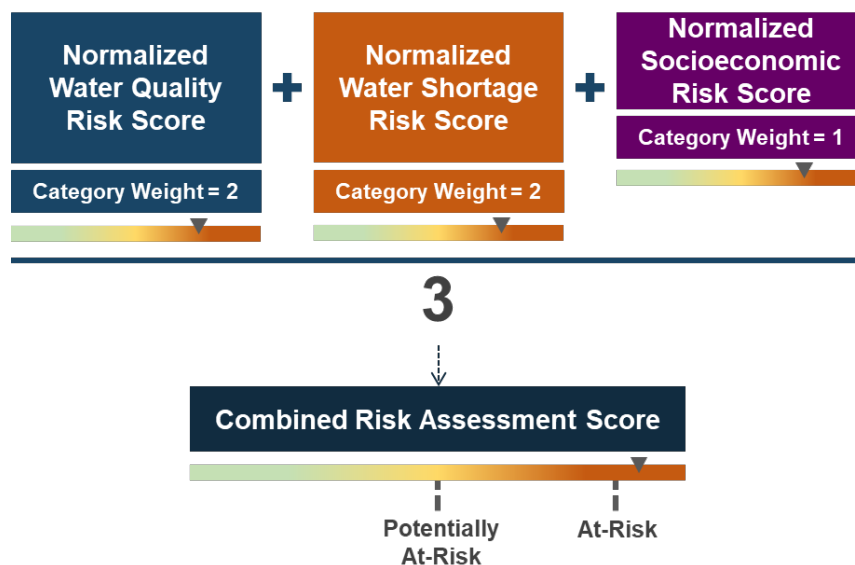 Normalized
Water Quality
Risk Score
Category Weight = 2
+
Normalized
Water Shortage
Risk Score
Category Weight = 2
+
Normalized
Socioeconomic
Risk Score
Category Weight = 1
3
Combined Risk Assessment Score
Potentially
At-Risk
At-Risk